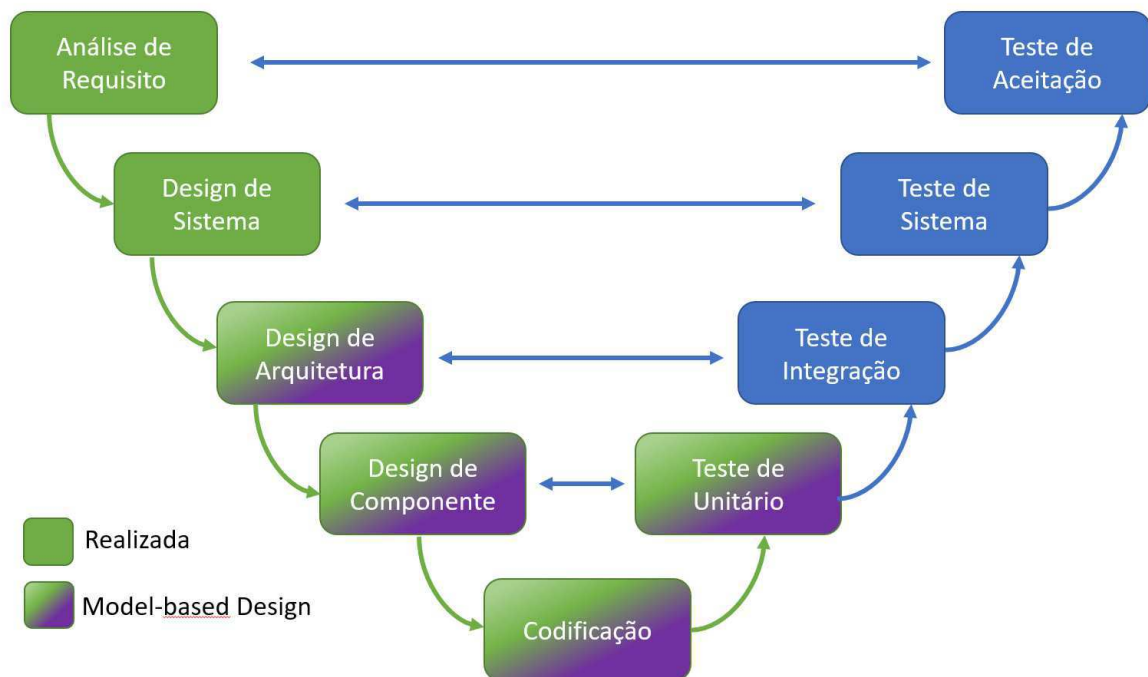 Análise de
Requisito
Teste de
Aceitação
Design de
Sistema
Teste de
Sistema
Design de
Arquitetura
Teste de
Integração
Design de
Componente
Teste de
Unitário
Codificação
Realizada
Model-based Design